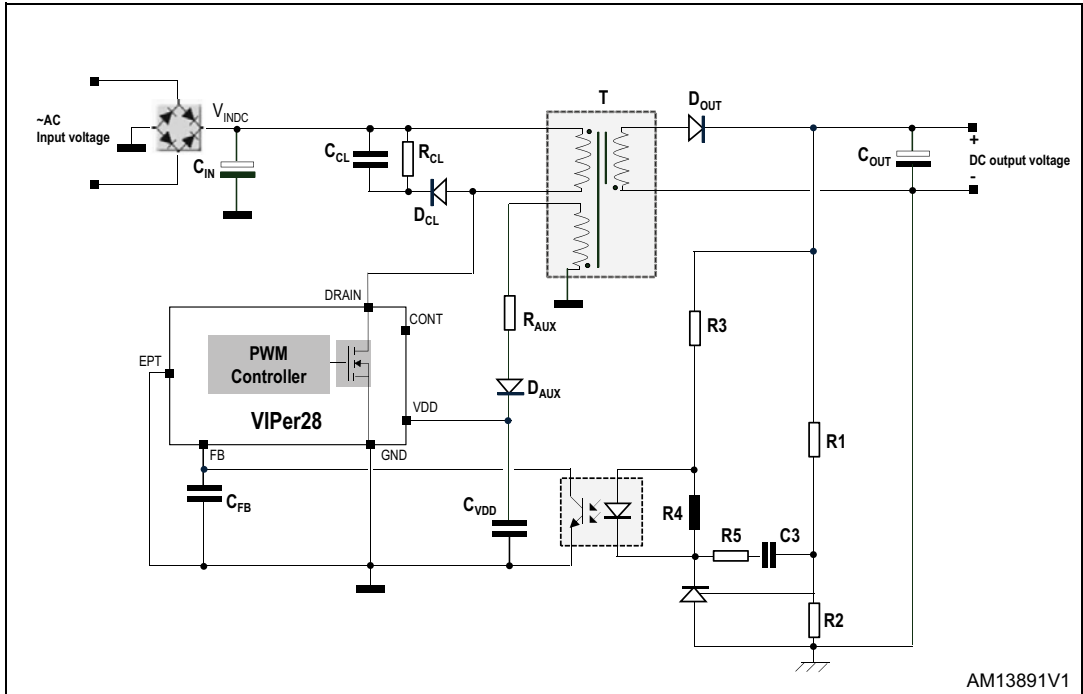 T
D_OUT
V_INDC
~AC
Input voltage
C_IN
C_CL
R_CL
D_CL
C_OUT
+
DC output voltage
-
DRAIN
CONT
R_AUX
R3
EPT
PWM
Controller
D_AUX
VDD
VIPer28
R1
FB
GND
C_FB
C_VDD
R4
R5
C3
R2
AM13891V1